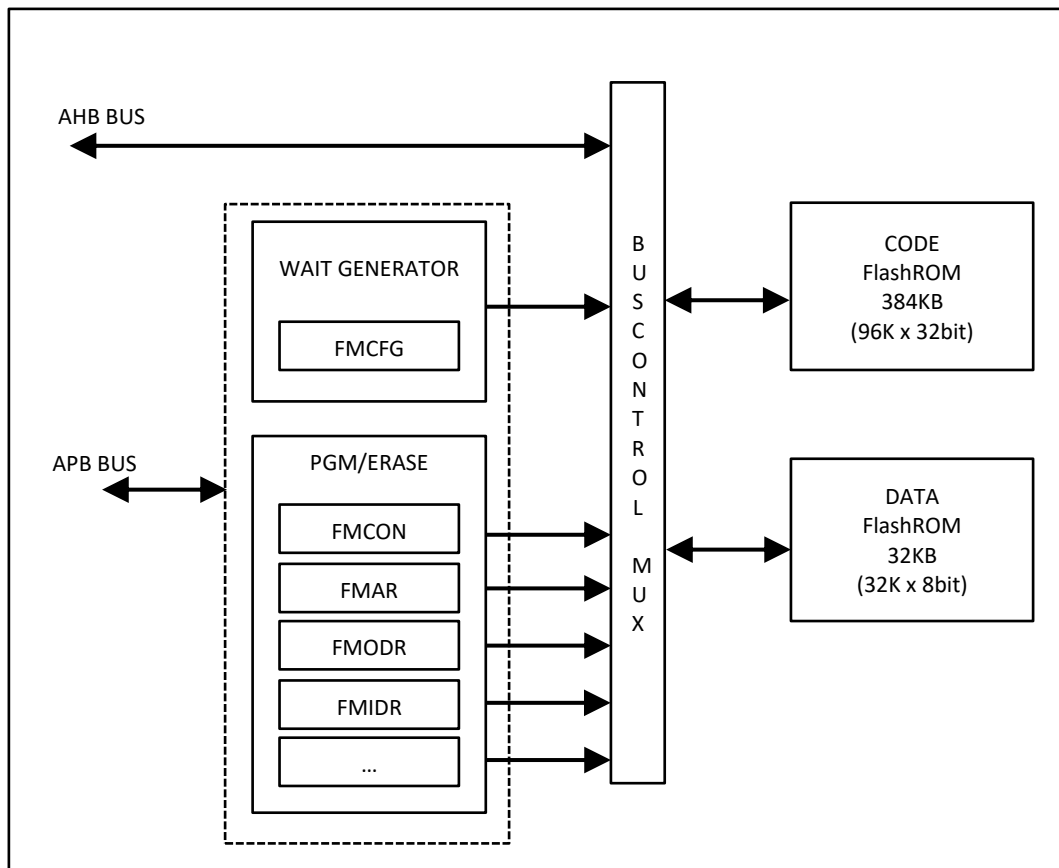 AHB BUS
WAIT GENERATOR
FMCFG
APB BUS
PGM/ERASE
FMCON
FMAR
FMODR
FMIDR
...
B
U
S
C
O
N
T
R
O
L
M
U
X
CODE
FlashROM
384KB
(96K x 32bit)
DATA
FlashROM
32KB
(32K x 8bit)